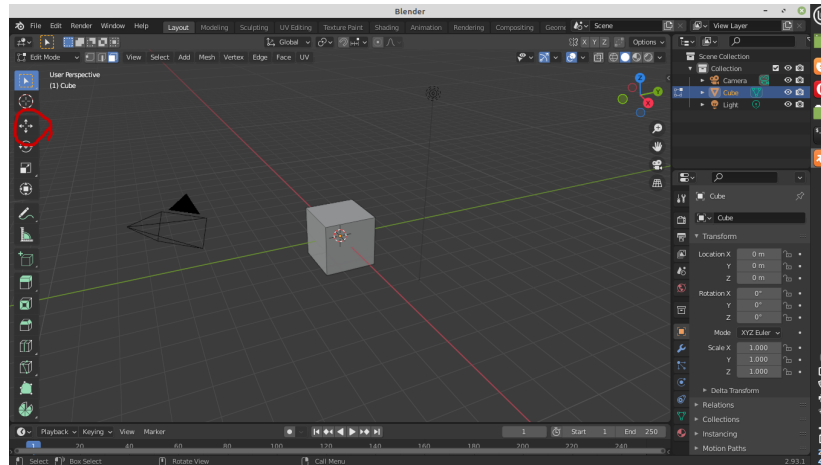 Blender
File Edit Render Window Help Layout Modeling Sculpting UV Editing Texture Paint Shading Animation Rendering Compositing Geome Scene View Layer
Global X Y Z Options
Edit Mode View Select Add Mesh Vertex Edge Face UV
User Perspective
(1) Cube
Z
Y
X
Scene Collection
Collection
Camera
Cube
Light
Cube
Cube
Transform
Location X 0 m
Y 0 m
Z 0 m
Rotation X 0°
Y 0°
Z 0°
Mode XYZ Euler
Scale X 1.000
Y 1.000
Z 1.000
Delta Transform
Relations
Collections
Instancing
Motion Paths
Playback Keying View Marker 1 Start 1 End 250
1 20 40 60 80 100 120 140 160 180 200 220 240
Select Box Select Rotate View Call Menu 2.93.1